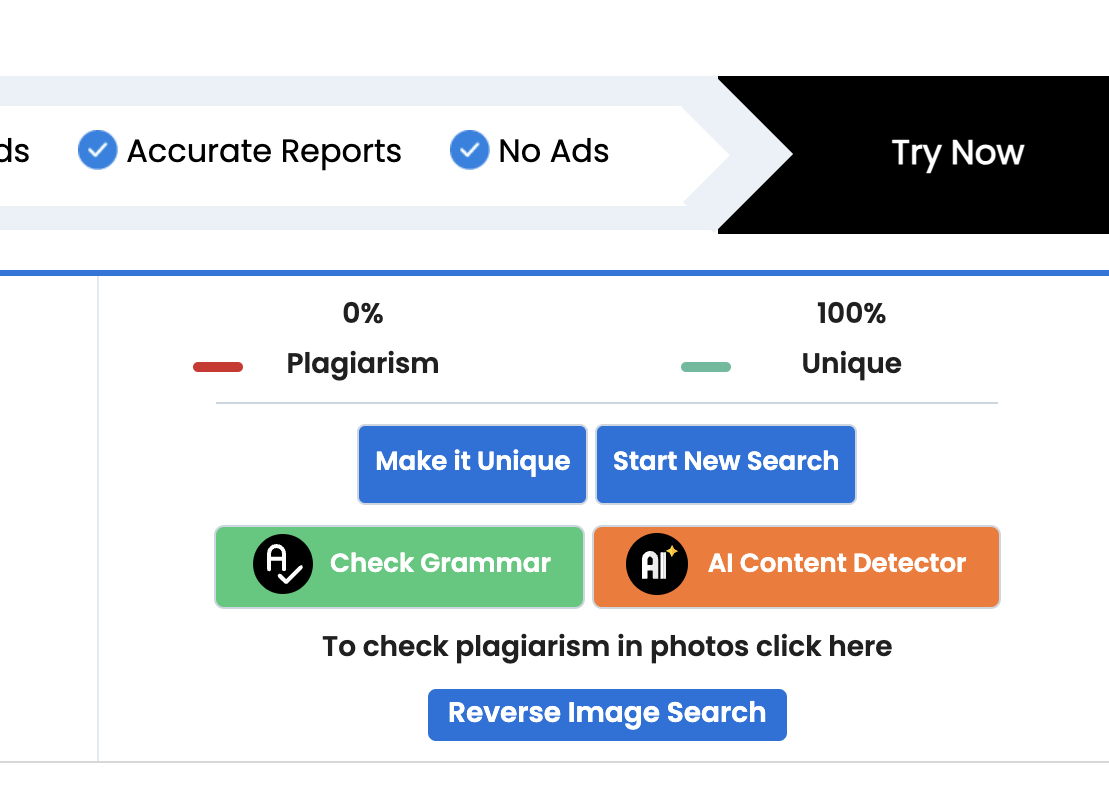 ds Accurate Reports No Ads Try Now
0% 100%
Plagiarism Unique
Make it Unique Start New Search
A Check Grammar AI AI Content Detector
To check plagiarism in photos click here
Reverse Image Search